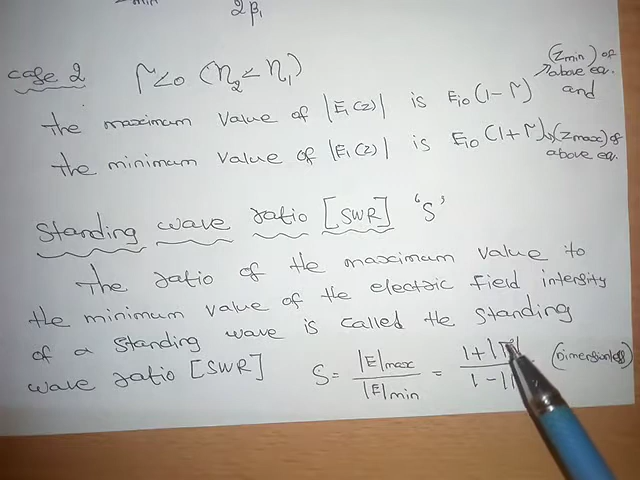 2β₁
case 2 Γ<0 (η₂<η₁)
(Zmin) of above eq.
the maximum value of |E₁(z)| is Eio(1-Γ) and
the minimum value of |E₁(z)| is Eio(1+Γ) (Zmax) of above eq.
Standing wave ratio [SWR] 'S'
The ratio of the maximum value to
the minimum value of the electric field intensity
of a standing wave is called the standing
wave ratio [SWR] S = |E|max / |E|min = 1+|Γ| / 1-| (Dimensionless)